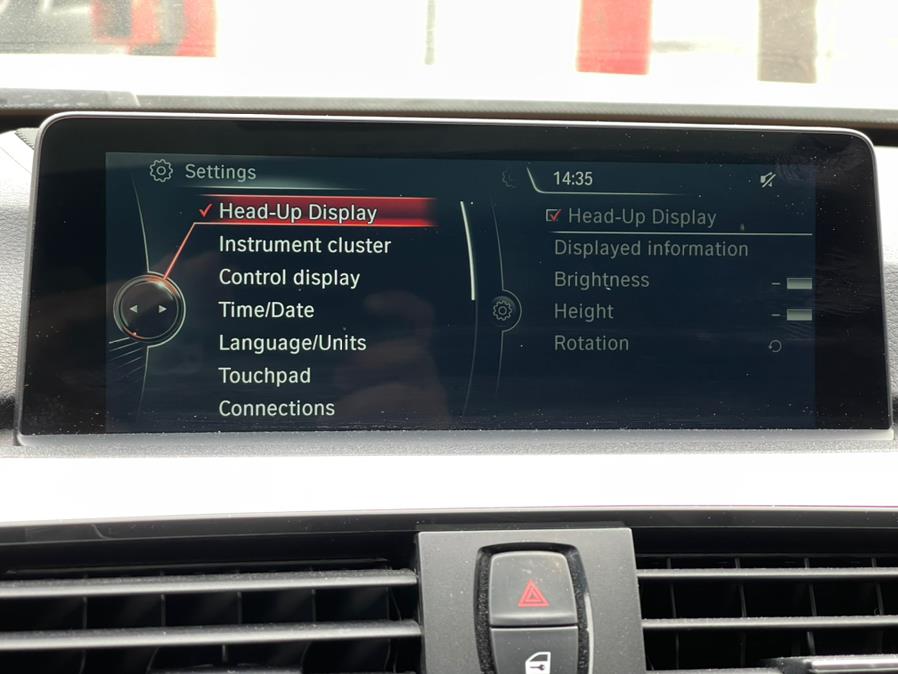 Settings
Head-Up Display
Instrument cluster
Control display
Time/Date
Language/Units
Touchpad
Connections
14:35
Head-Up Display
Displayed information
Brightness
Height
Rotation